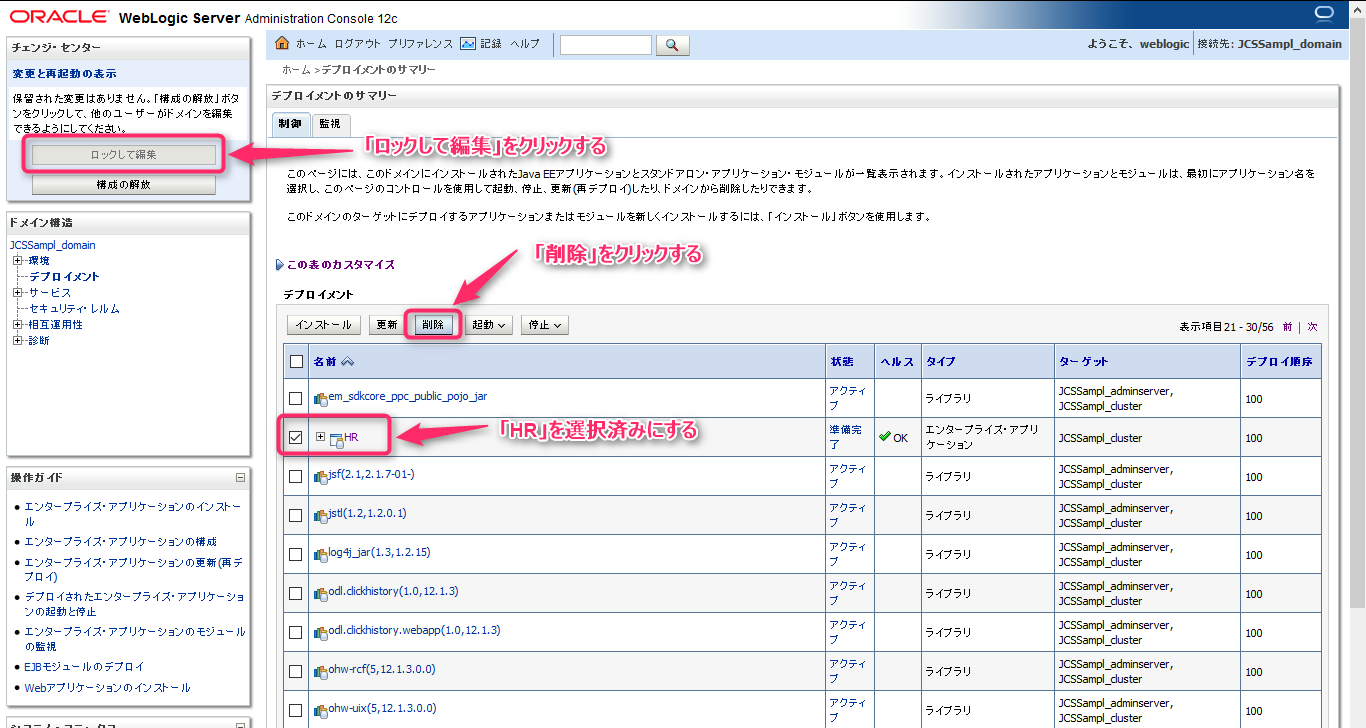 ORACLE® WebLogic Server Administration Console 12c
チェンジ・センター
変更と再起動の表示
保留された変更はありません。「構成の解放」ボタ
ンをクリックして、他のユーザーがドメインを編集
できるようにしてください。
ロックして編集
構成の解放
ドメイン構造
JCSSampl_domain
環境
デプロイメント
サービス
セキュリティ・レルム
相互運用性
診断
操作ガイド
エンタープライズ・アプリケーションのインストー
ル
エンタープライズ・アプリケーションの構成
エンタープライズ・アプリケーションの更新(再デ
プロイ)
デプロイされたエンタープライズ・アプリケーショ
ンの起動と停止
エンタープライズ・アプリケーションのモジュール
の監視
EJBモジュールのデプロイ
Webアプリケーションのインストール
システム・ステータス
ホーム ログアウト プリファレンス 記録 ヘルプ
ようこそ、weblogic 接続先: JCSSampl_domain
ホーム >デプロイメントのサマリー
デプロイメントのサマリー
制御 監視
「ロックして編集」をクリックする
このページには、このドメインにインストールされたJava EEアプリケーションとスタンドアロン・アプリケーション・モジュールが一覧表示されます。インストールされたアプリケーションとモジュールは、最初にアプリケーション名を
選択し、このページのコントロールを使用して起動、停止、更新(再デプロイ)したり、ドメインから削除したりできます。
このドメインのターゲットにデプロイするアプリケーションまたはモジュールを新しくインストールするには、「インストール」ボタンを使用します。
「削除」をクリックする
この表のカスタマイズ
デプロイメント
インストール 更新 削除 起動 停止
表示項目21 - 30/56 前 | 次
名前 状態 ヘルス タイプ ターゲット デプロイ順序
em_sdkcore_ppc_public_pojo_jar アクティブ ライブラリ JCSSampl_adminserver, JCSSampl_cluster 100
HR 準備完了 OK エンタープライズ・アプリケーション JCSSampl_cluster 100
「HR」を選択済みにする
jsf(2.1,2.1.7-01-) アクティブ ライブラリ JCSSampl_adminserver, JCSSampl_cluster 100
jstl(1.2,1.2.0.1) アクティブ ライブラリ JCSSampl_adminserver, JCSSampl_cluster 100
log4j_jar(1.3,1.2.15) アクティブ ライブラリ JCSSampl_adminserver, JCSSampl_cluster 100
odl.clickhistory(1.0,12.1.3) アクティブ ライブラリ JCSSampl_adminserver, JCSSampl_cluster 100
odl.clickhistory.webapp(1.0,12.1.3) アクティブ ライブラリ JCSSampl_adminserver, JCSSampl_cluster 100
ohw-rcf(5,12.1.3.0.0) アクティブ ライブラリ JCSSampl_adminserver, JCSSampl_cluster 100
ohw-uix(5,12.1.3.0.0) アクティブ ライブラリ JCSSampl_adminserver, JCSSampl_cluster 100